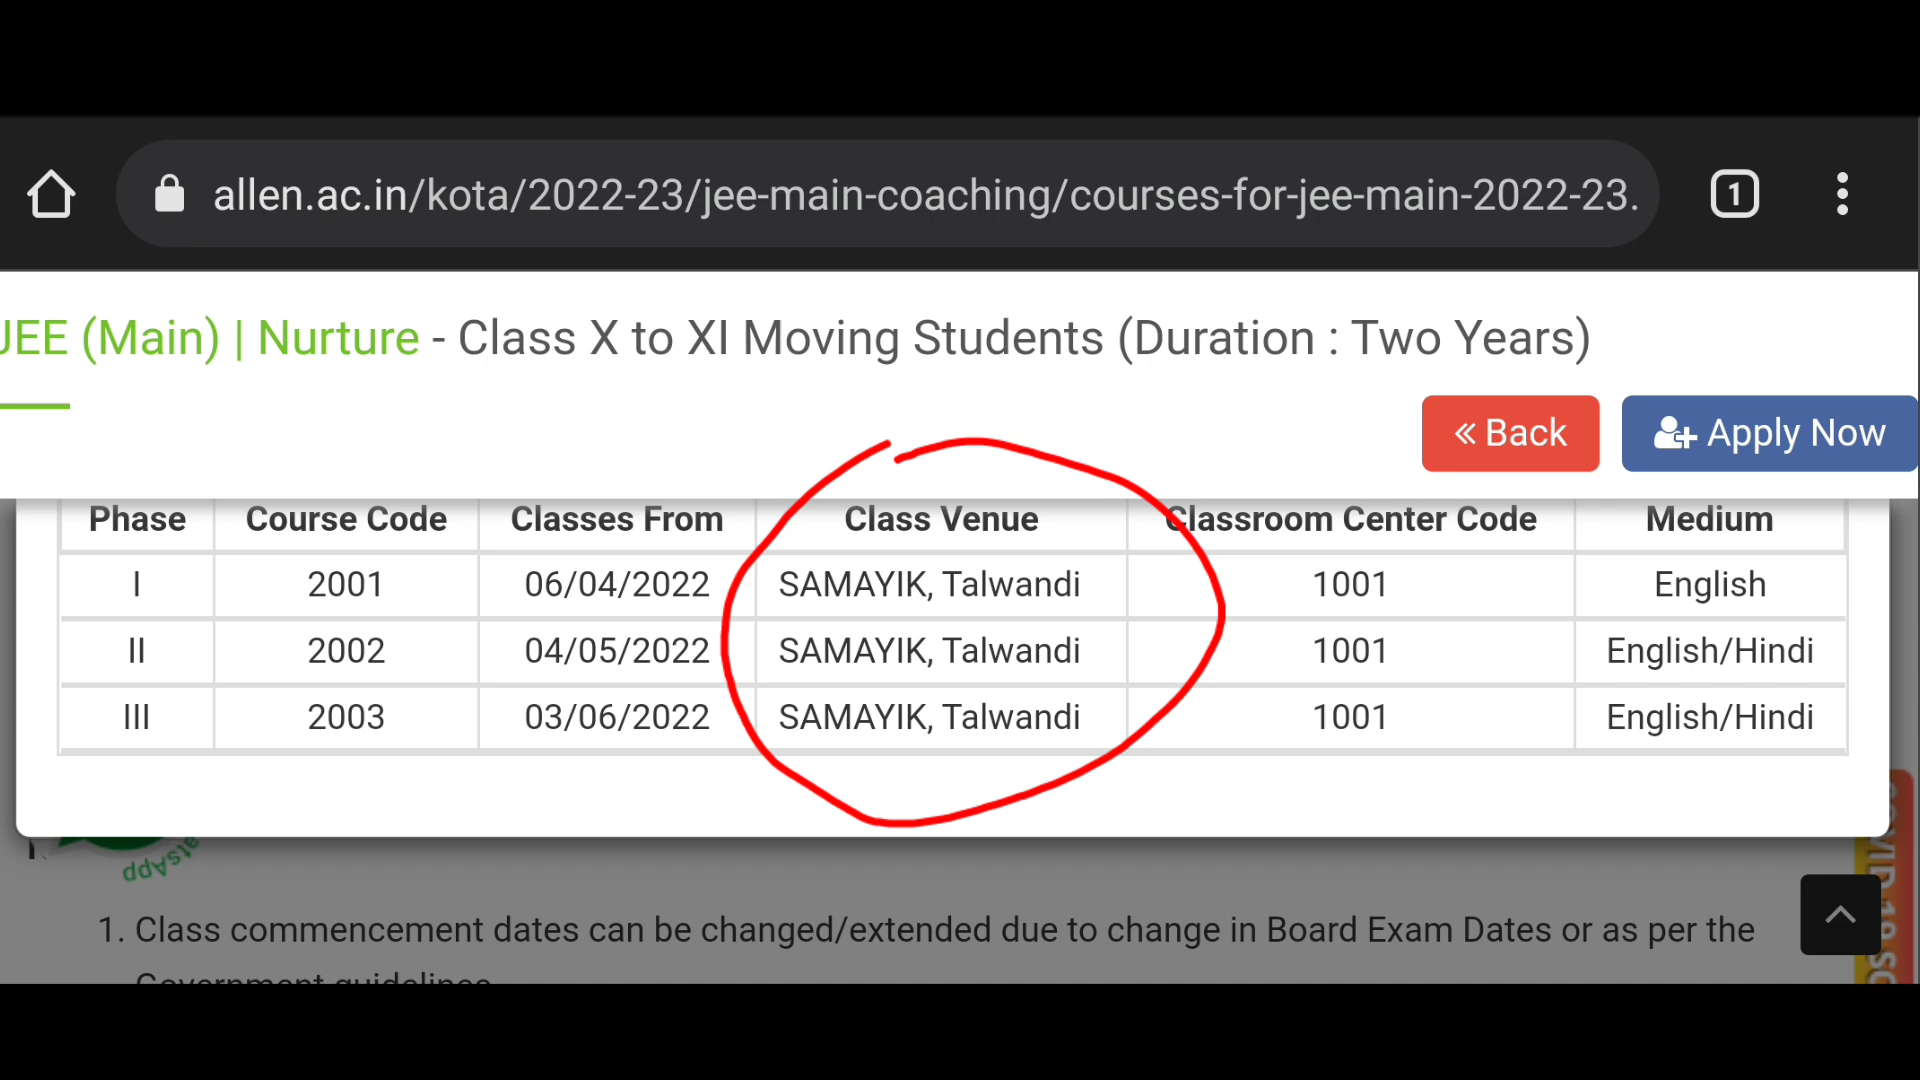 allen.ac.in/kota/2022-23/jee-main-coaching/courses-for-jee-main-2022-23.
1
JEE (Main) | Nurture - Class X to XI Moving Students (Duration : Two Years)
« Back
Apply Now
Phase Course Code Classes From Class Venue Classroom Center Code Medium
I 2001 06/04/2022 SAMAYIK, Talwandi 1001 English
II 2002 04/05/2022 SAMAYIK, Talwandi 1001 English/Hindi
III 2003 03/06/2022 SAMAYIK, Talwandi 1001 English/Hindi
1. Class commencement dates can be changed/extended due to change in Board Exam Dates or as per the
Government guidelines